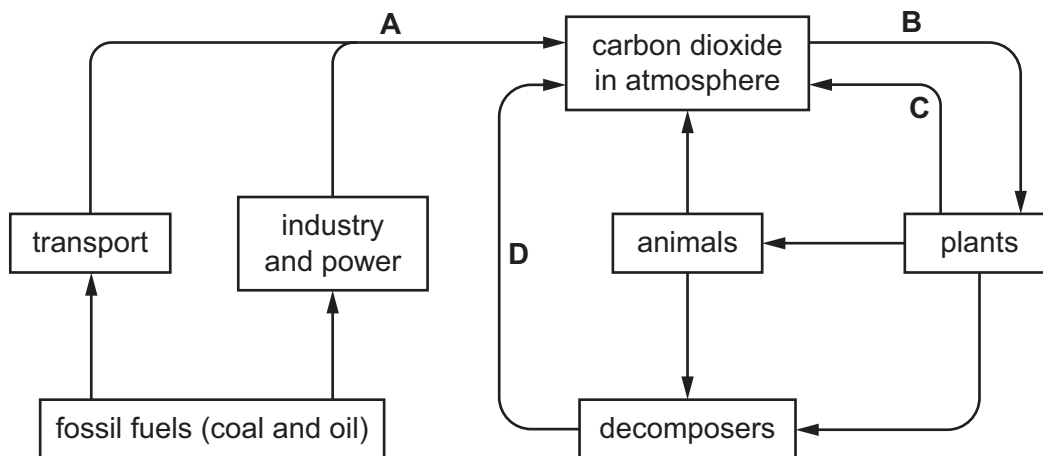 A
carbon dioxide
in atmosphere
B
C
transport
industry
and power
D
animals
plants
fossil fuels (coal and oil)
decomposers